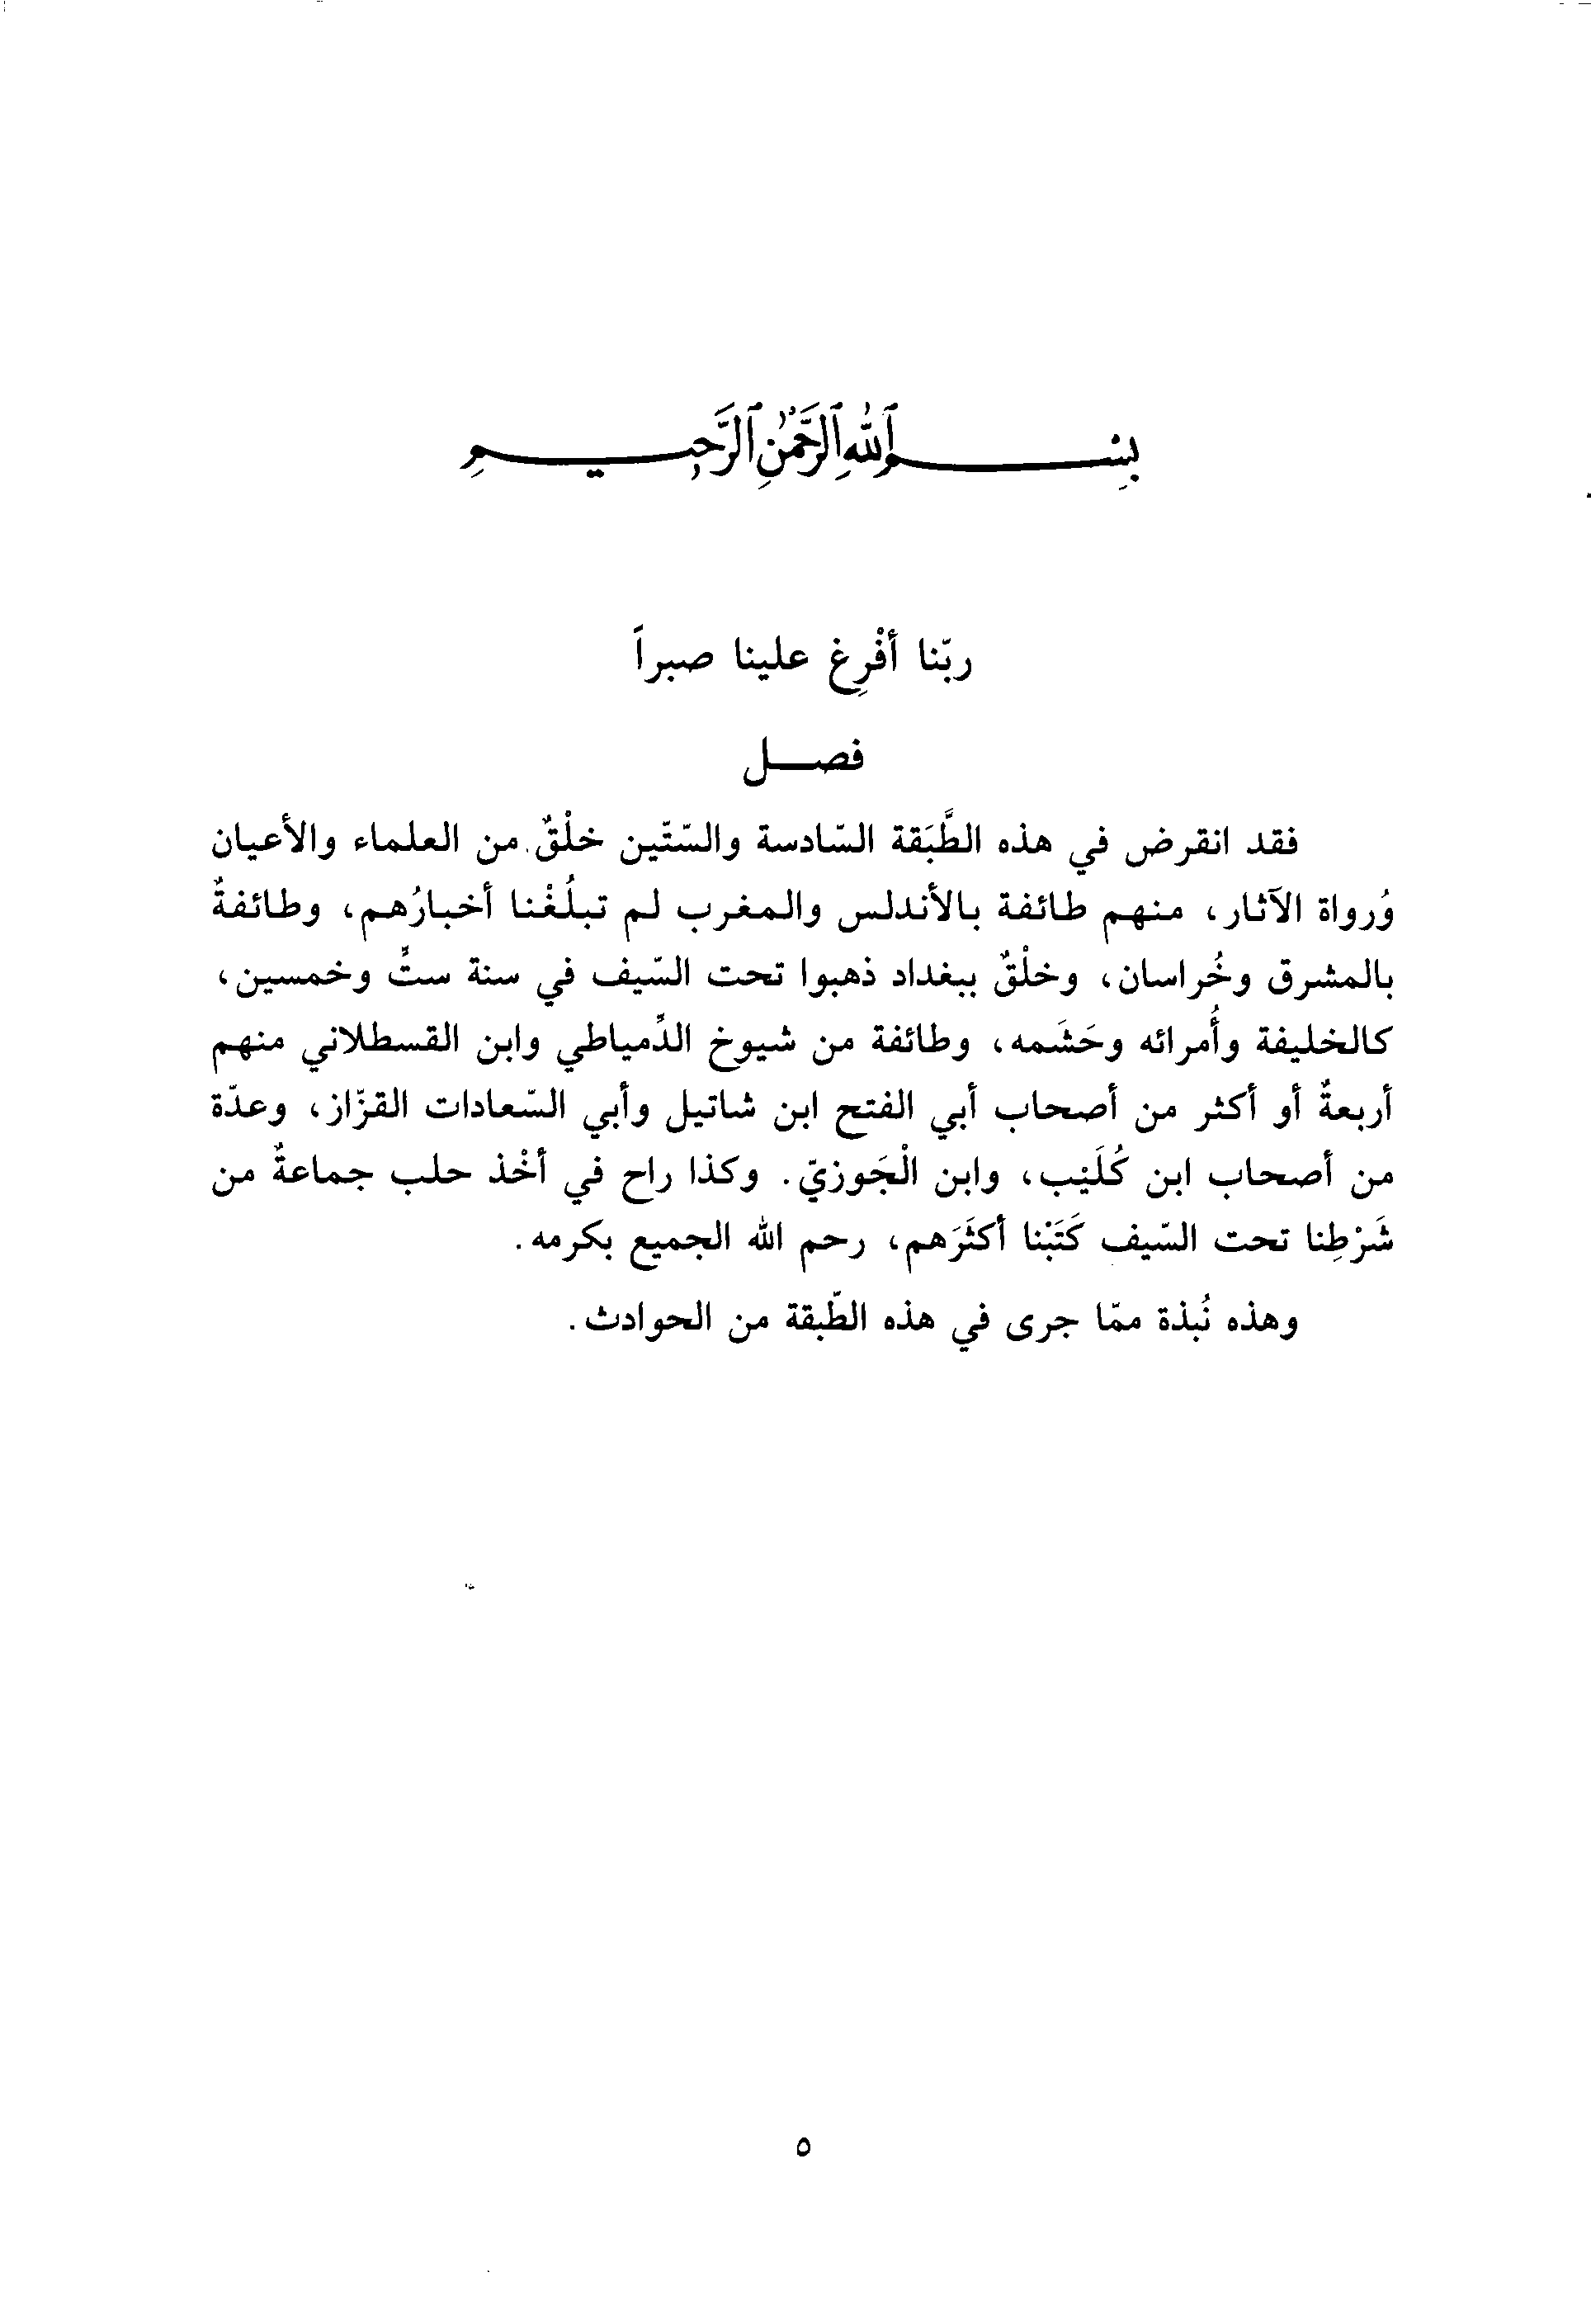 بِسْمِ ٱللَّهِ ٱلرَّحْمَٰنِ ٱلرَّحِيمِ
ربّنا أفْرِغ علينا صبراً
فصل
فقد انقرض في هذه الطَّبَقة السّادسة والسّتّين خلْقٌ من العلماء والأعيان
وُرواة الآثار، منهم طائفة بالأندلس والمغرب لم تبلُغْنا أخبارُهم، وطائفةٌ
بالمشرق وخُراسان، وخلْقٌ ببغداد ذهبوا تحت السّيف في سنة ستٍّ وخمسين،
كالخليفة وأُمرائه وحَشَمه، وطائفة من شيوخ الدِّمياطي وابن القسطلاني منهم
أربعةٌ أو أكثر من أصحاب أبي الفتح ابن شاتيل وأبي السّعادات القزّاز، وعدّة
من أصحاب ابن كُلَيْب، وابن الْجَوزيّ. وكذا راح في أخْذ حلب جماعةٌ من
شَرْطِنا تحت السّيف كَتَبْنا أكثَرَهم، رحم الله الجميع بكرمه.
وهذه نُبذة ممّا جرى في هذه الطّبقة من الحوادث.
٥